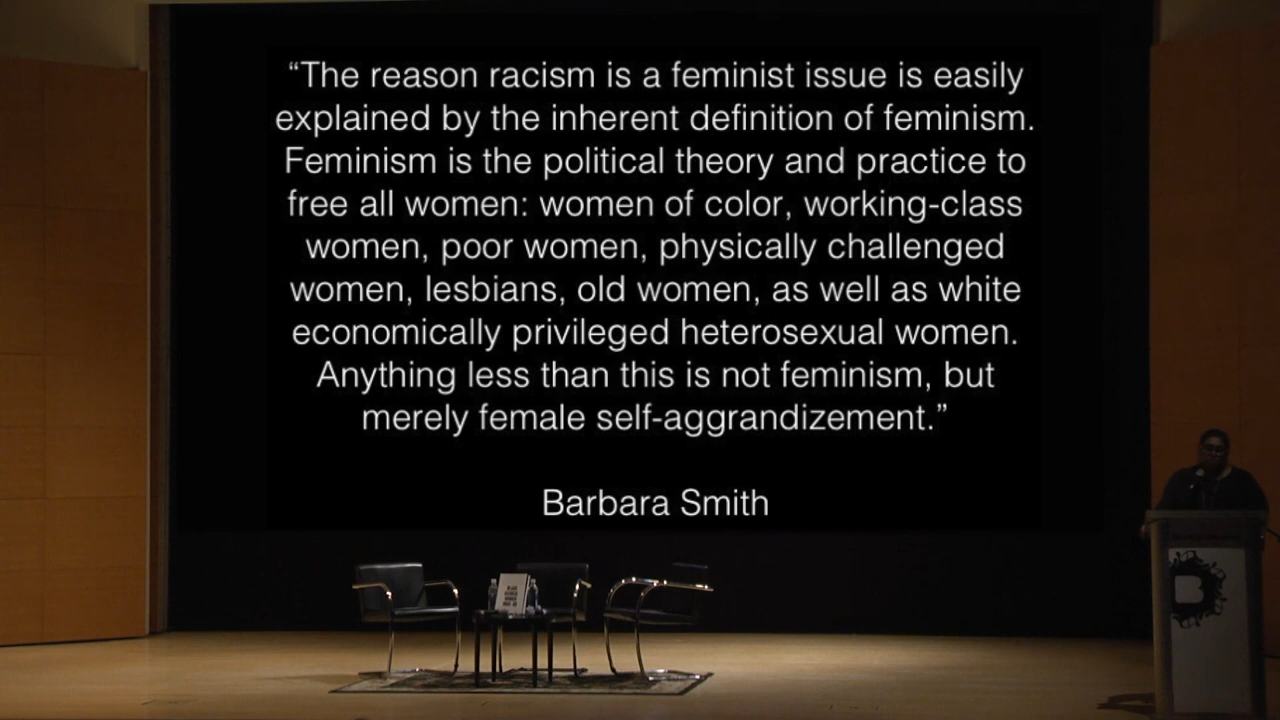 “The reason racism is a feminist issue is easily
explained by the inherent definition of feminism.
Feminism is the political theory and practice to
free all women: women of color, working-class
women, poor women, physically challenged
women, lesbians, old women, as well as white
economically privileged heterosexual women.
Anything less than this is not feminism, but
merely female self-aggrandizement.”
Barbara Smith
B